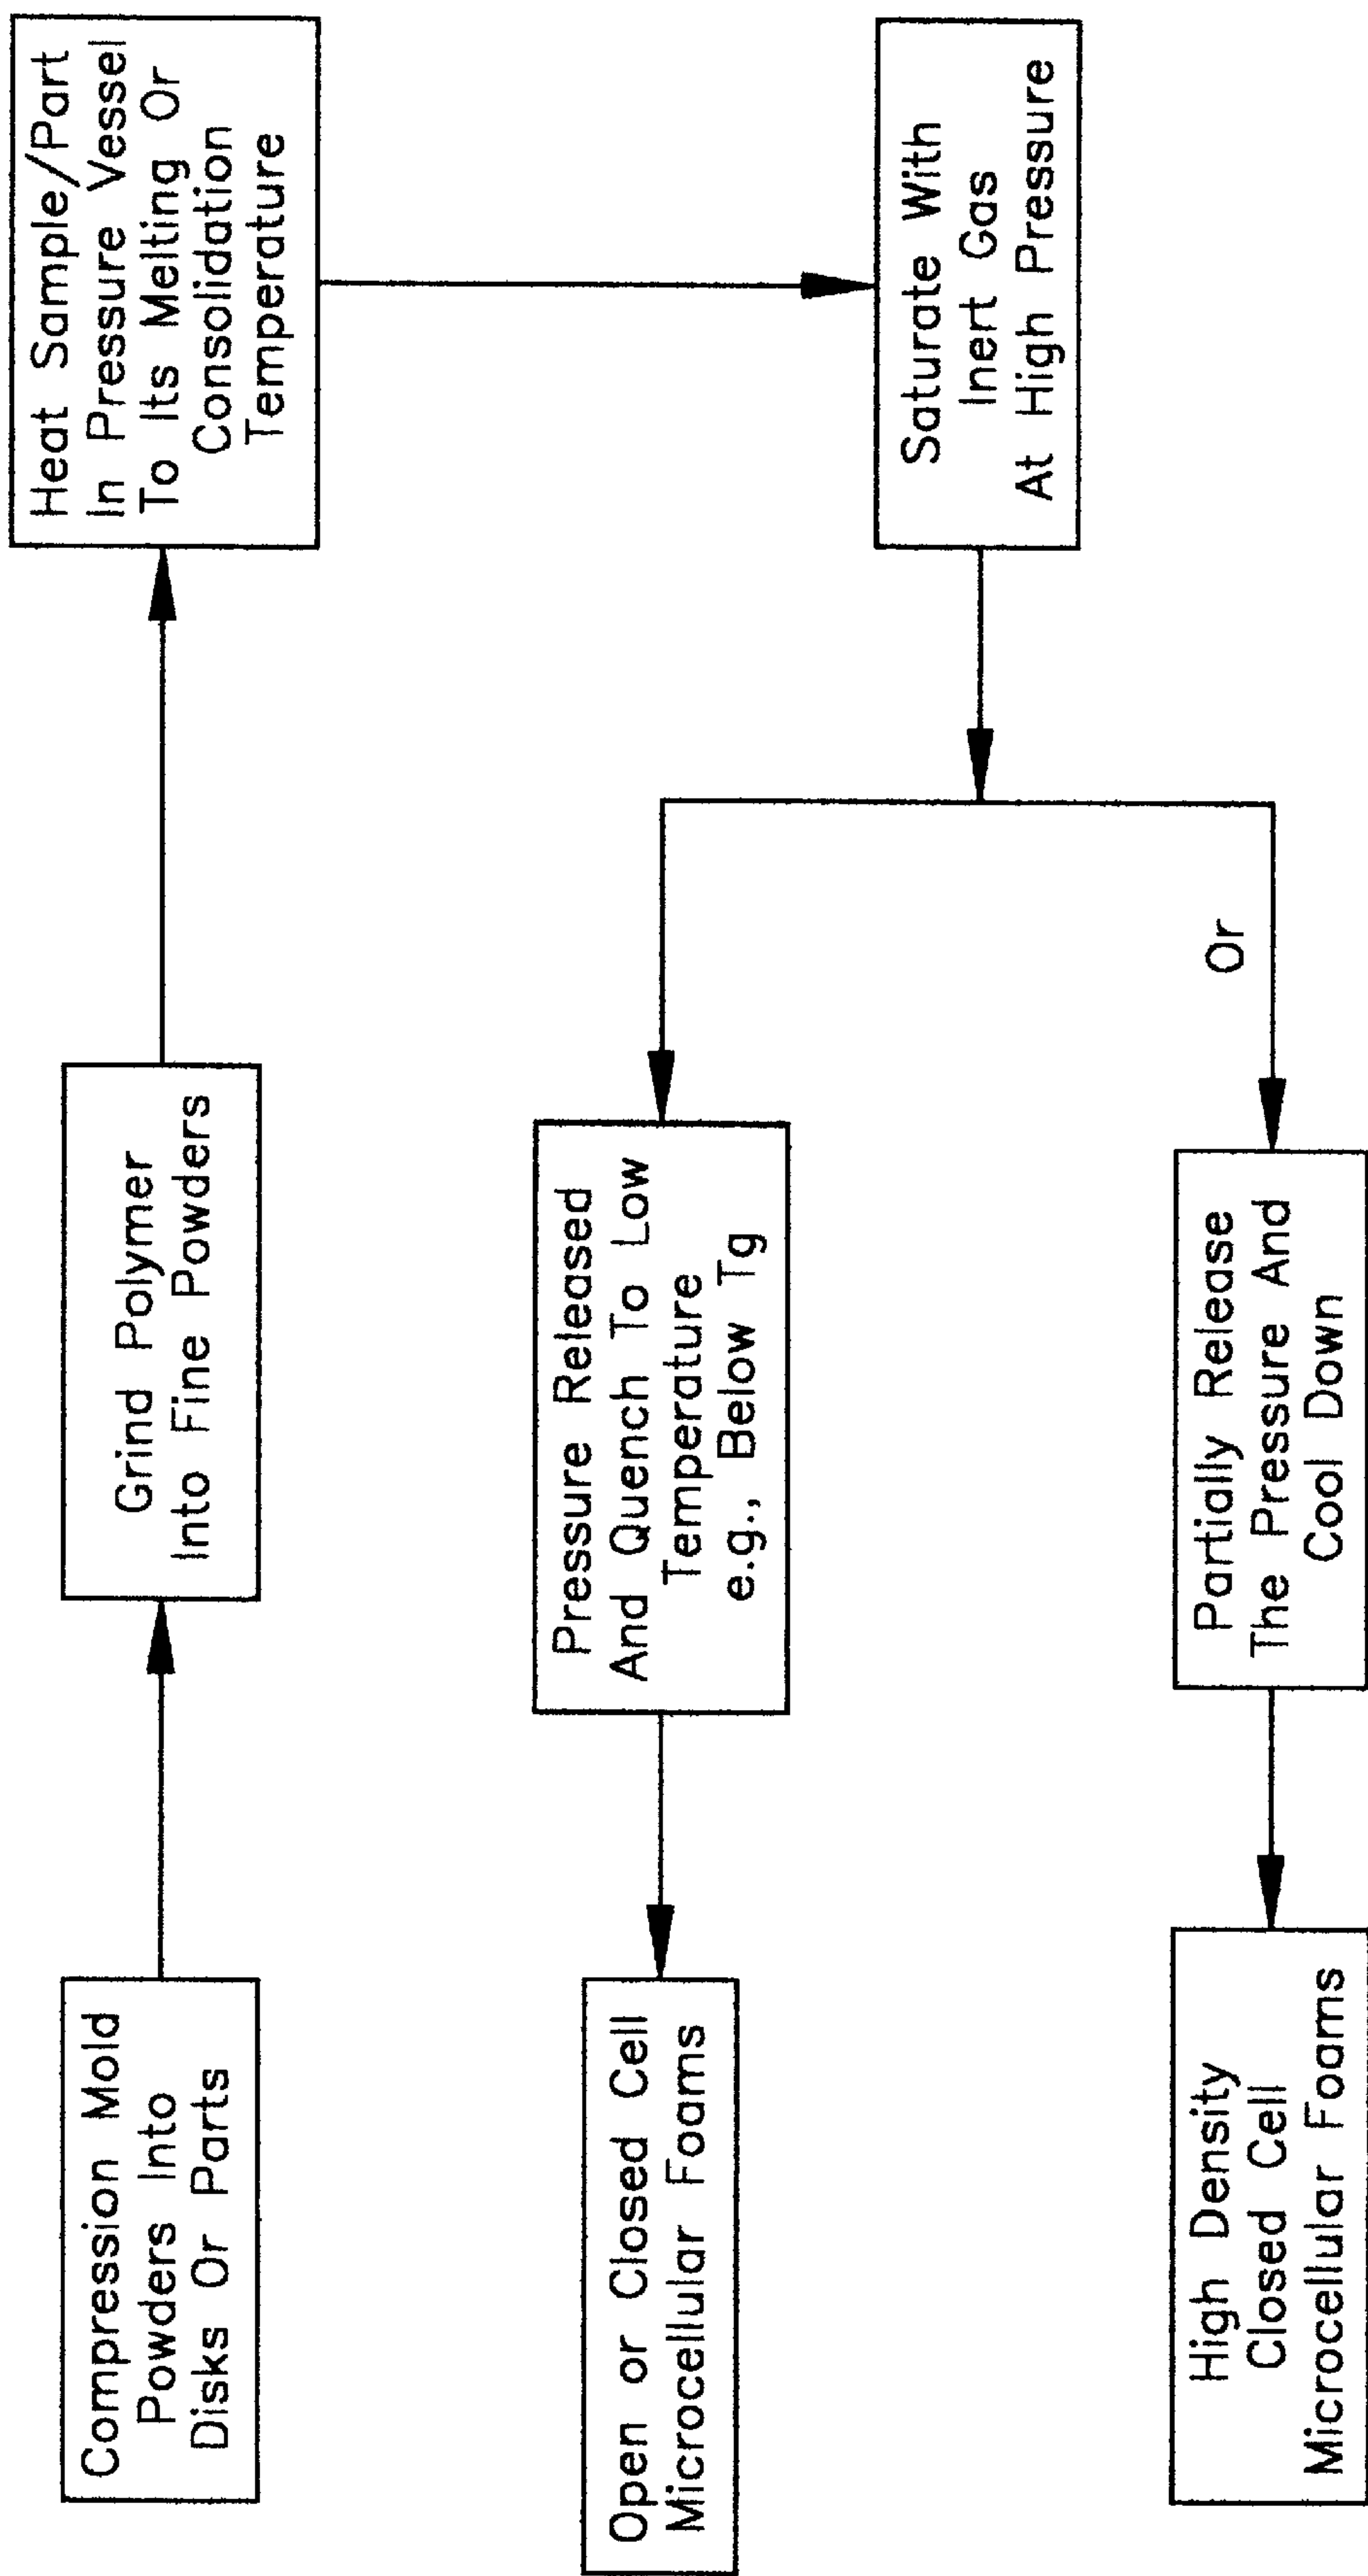 Compression Mold
Powders Into
Disks Or Parts
Grind Polymer
Into Fine Powders
Heat Sample/Part
In Pressure Vessel
To Its Melting Or
Consolidation
Temperature
Saturate With
Inert Gas
At High Pressure
Pressure Released
And Quench To Low
Temperature
e.g., Below Tg
Open or Closed Cell
Microcellular Foams
Or
Partially Release
The Pressure And
Cool Down
High Density
Closed Cell
Microcellular Foams